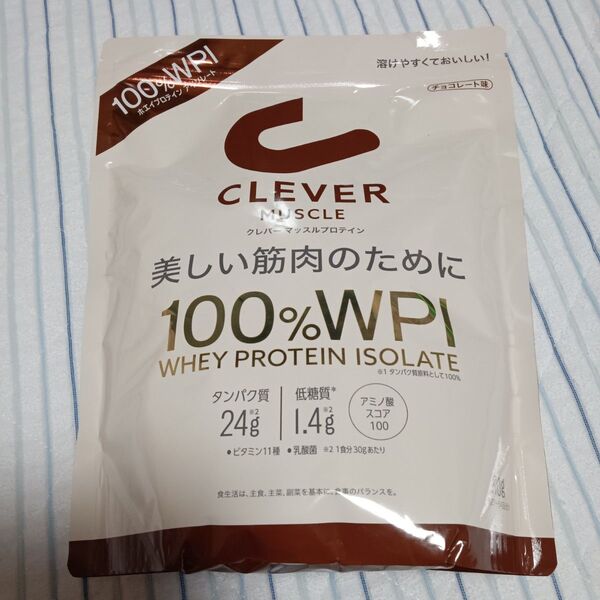 100%WPI
ホエイプロテイン アイソレート
溶けやすくておいしい!
チョコレート味
CLEVER
MUSCLE
クレバー マッスルプロテイン
美しい筋肉のために
100%WPI
WHEY PROTEIN ISOLATE
※1 タンパク質原料として100%
タンパク質 低糖質*
24g※2 1.4g※2
アミノ酸
スコア
100
•ビタミン11種 •乳酸菌 ※2 1食分30gあたり
食生活は、主食、主菜、副菜を基本に、食事のバランスを。